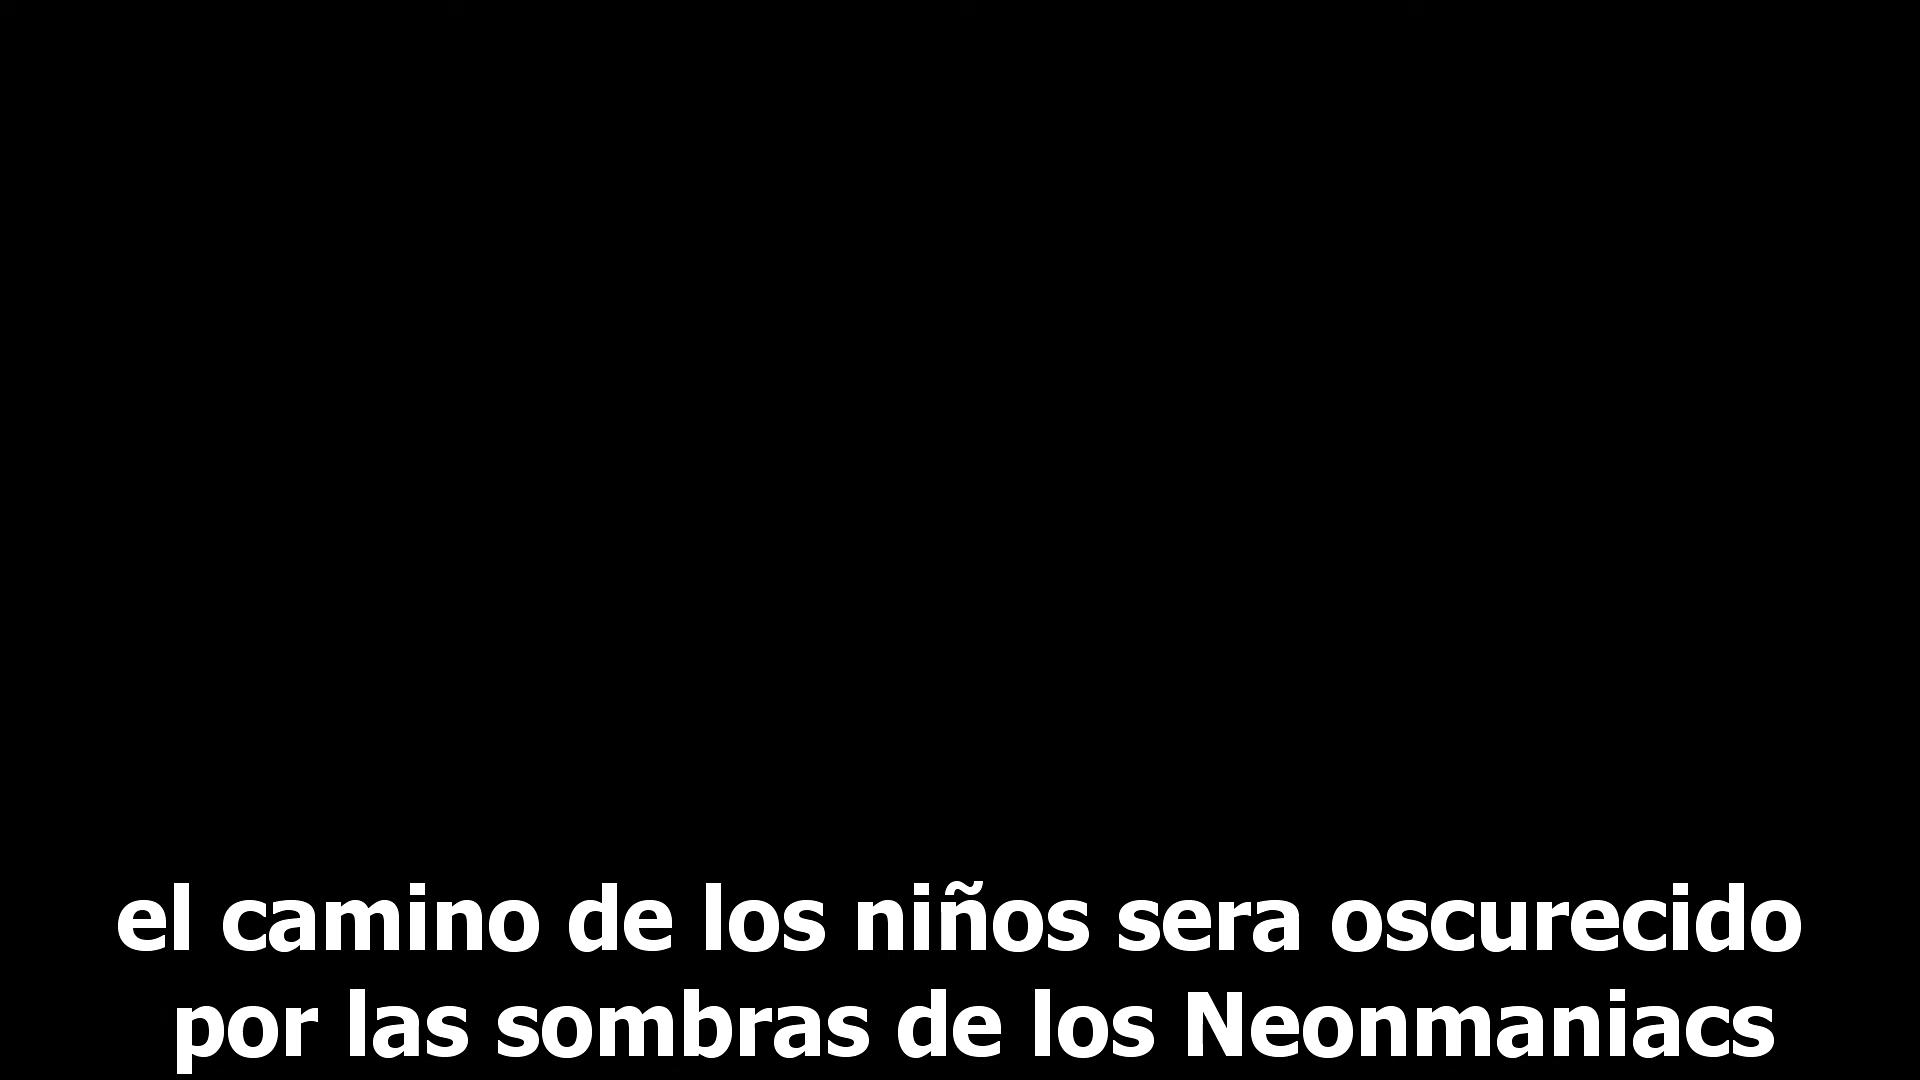 el camino de los niños sera oscurecido
por las sombras de los Neonmaniacs